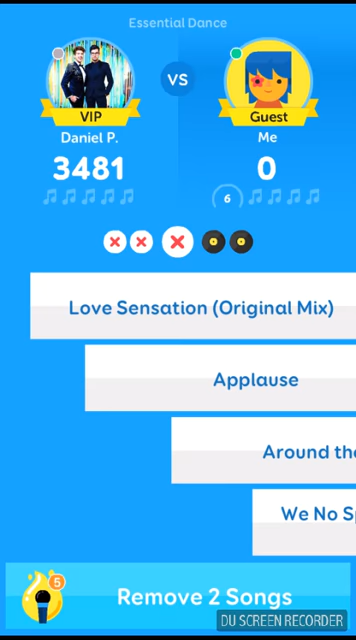 Essential Dance
VS
VIP
Guest
Daniel P.
Me
3481
0
6
Love Sensation (Original Mix)
Applause
Around the
We No Sp
5
Remove 2 Songs
DU SCREEN RECORDER